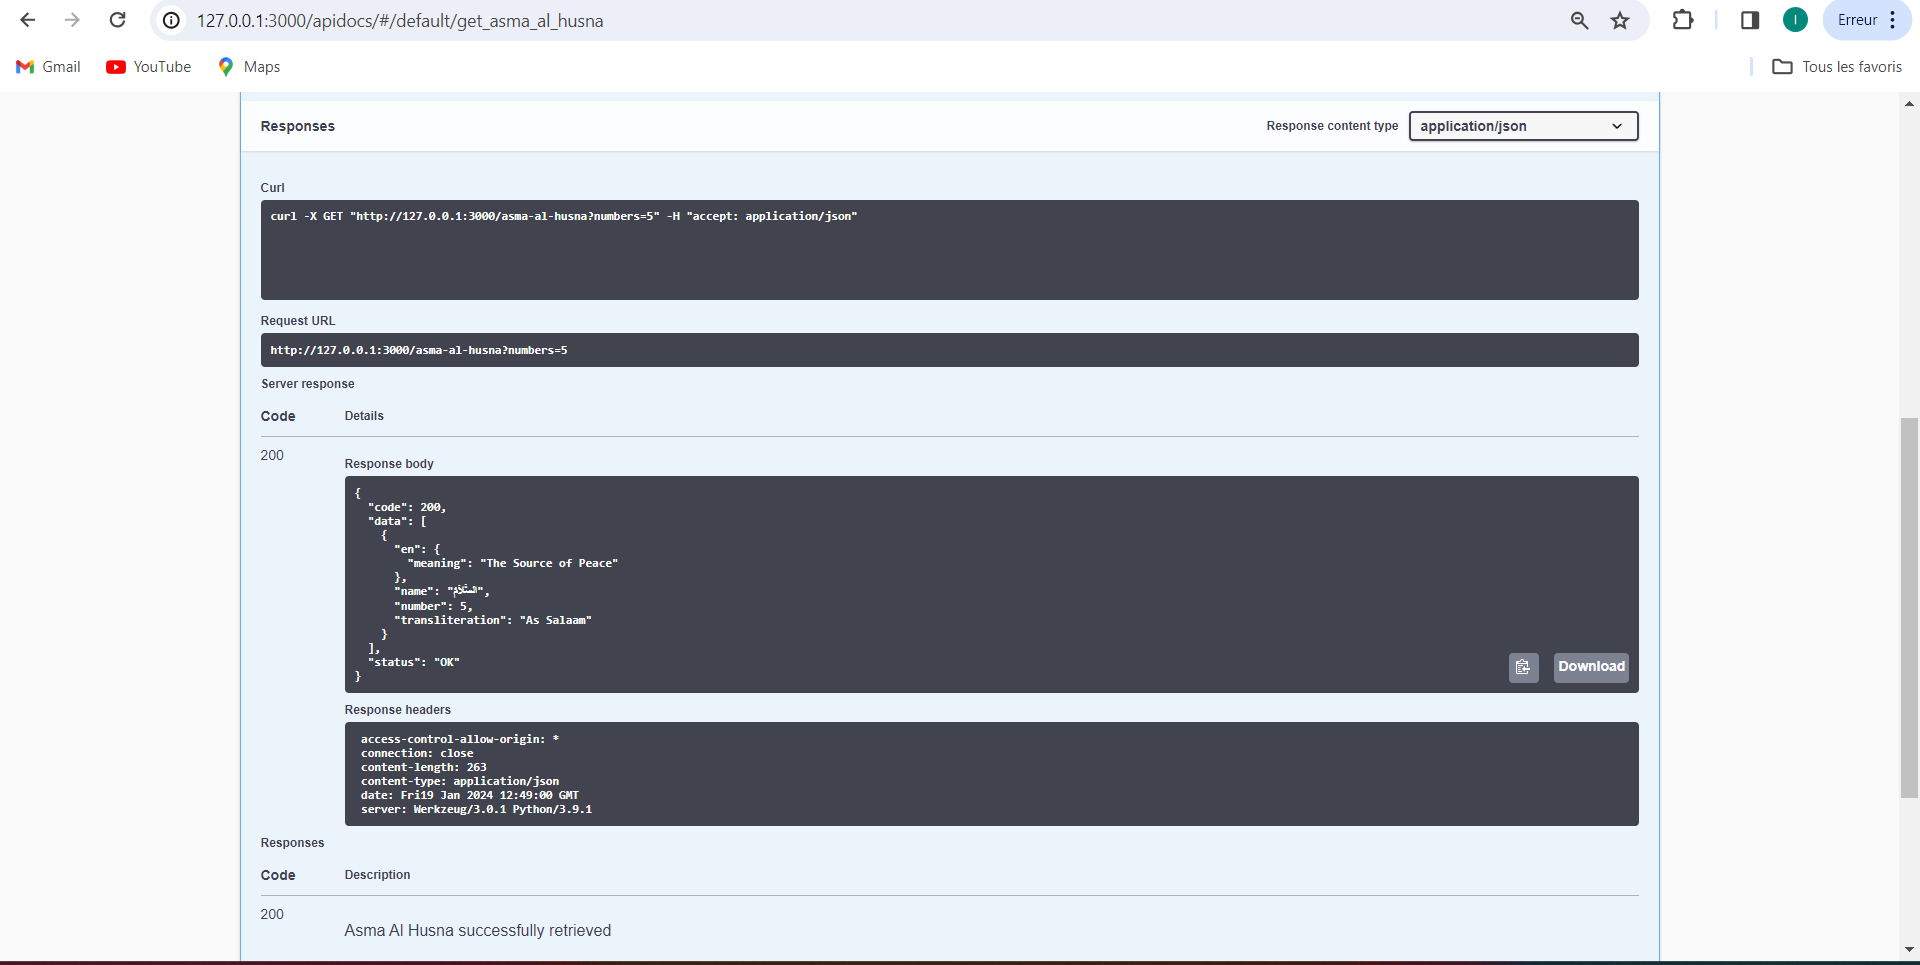 127.0.0.1:3000/apidocs/#/default/get_asma_al_husna
I
Erreur
Gmail
YouTube
Maps
Tous les favoris
Responses
Response content type
application/json
Curl
curl -X GET "http://127.0.0.1:3000/asma-al-husna?numbers=5" -H "accept: application/json"
Request URL
http://127.0.0.1:3000/asma-al-husna?numbers=5
Server response
Code Details
200
Response body
{
"code": 200,
"data": [
{
"en": {
"meaning": "The Source of Peace"
},
"name": "السَّلاَمُ",
"number": 5,
"transliteration": "As Salaam"
}
],
"status": "OK"
}
Download
Response headers
access-control-allow-origin: *
connection: close
content-length: 263
content-type: application/json
date: Fri19 Jan 2024 12:49:00 GMT
server: Werkzeug/3.0.1 Python/3.9.1
Responses
Code Description
200
Asma Al Husna successfully retrieved